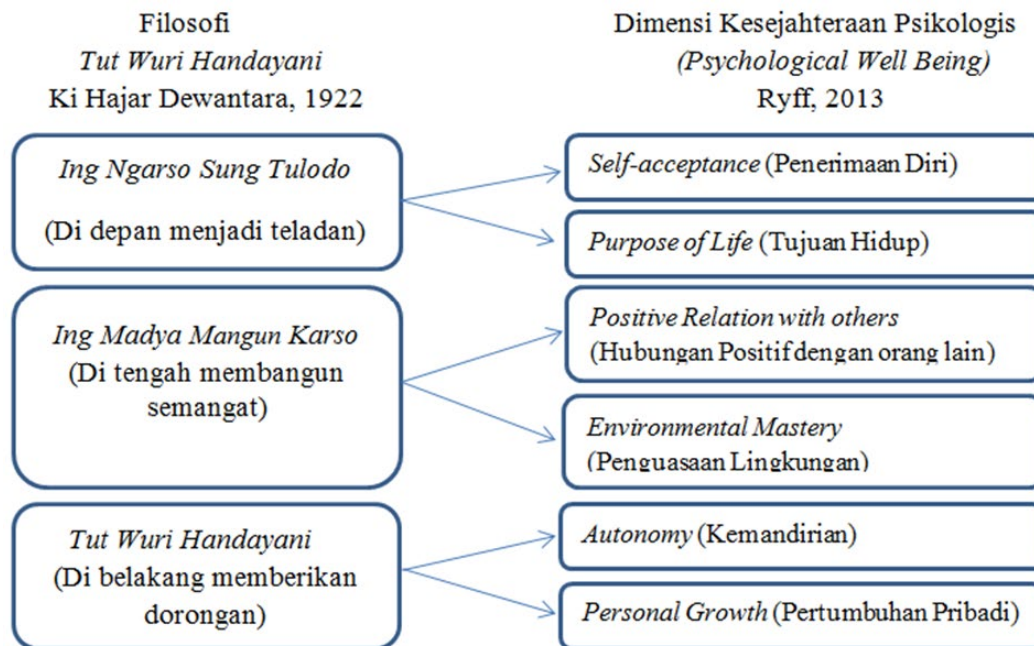 Filosofi
Tut Wuri Handayani
Ki Hajar Dewantara, 1922
Dimensi Kesejahteraan Psikologis
(Psychological Well Being)
Ryff, 2013
Ing Ngarso Sung Tulodo
(Di depan menjadi teladan)
Self-acceptance (Penerimaan Diri)
Purpose of Life (Tujuan Hidup)
Ing Madya Mangun Karso
(Di tengah membangun
semangat)
Positive Relation with others
(Hubungan Positif dengan orang lain)
Environmental Mastery
(Penguasaan Lingkungan)
Tut Wuri Handayani
(Di belakang memberikan
dorongan)
Autonomy (Kemandirian)
Personal Growth (Pertumbuhan Pribadi)